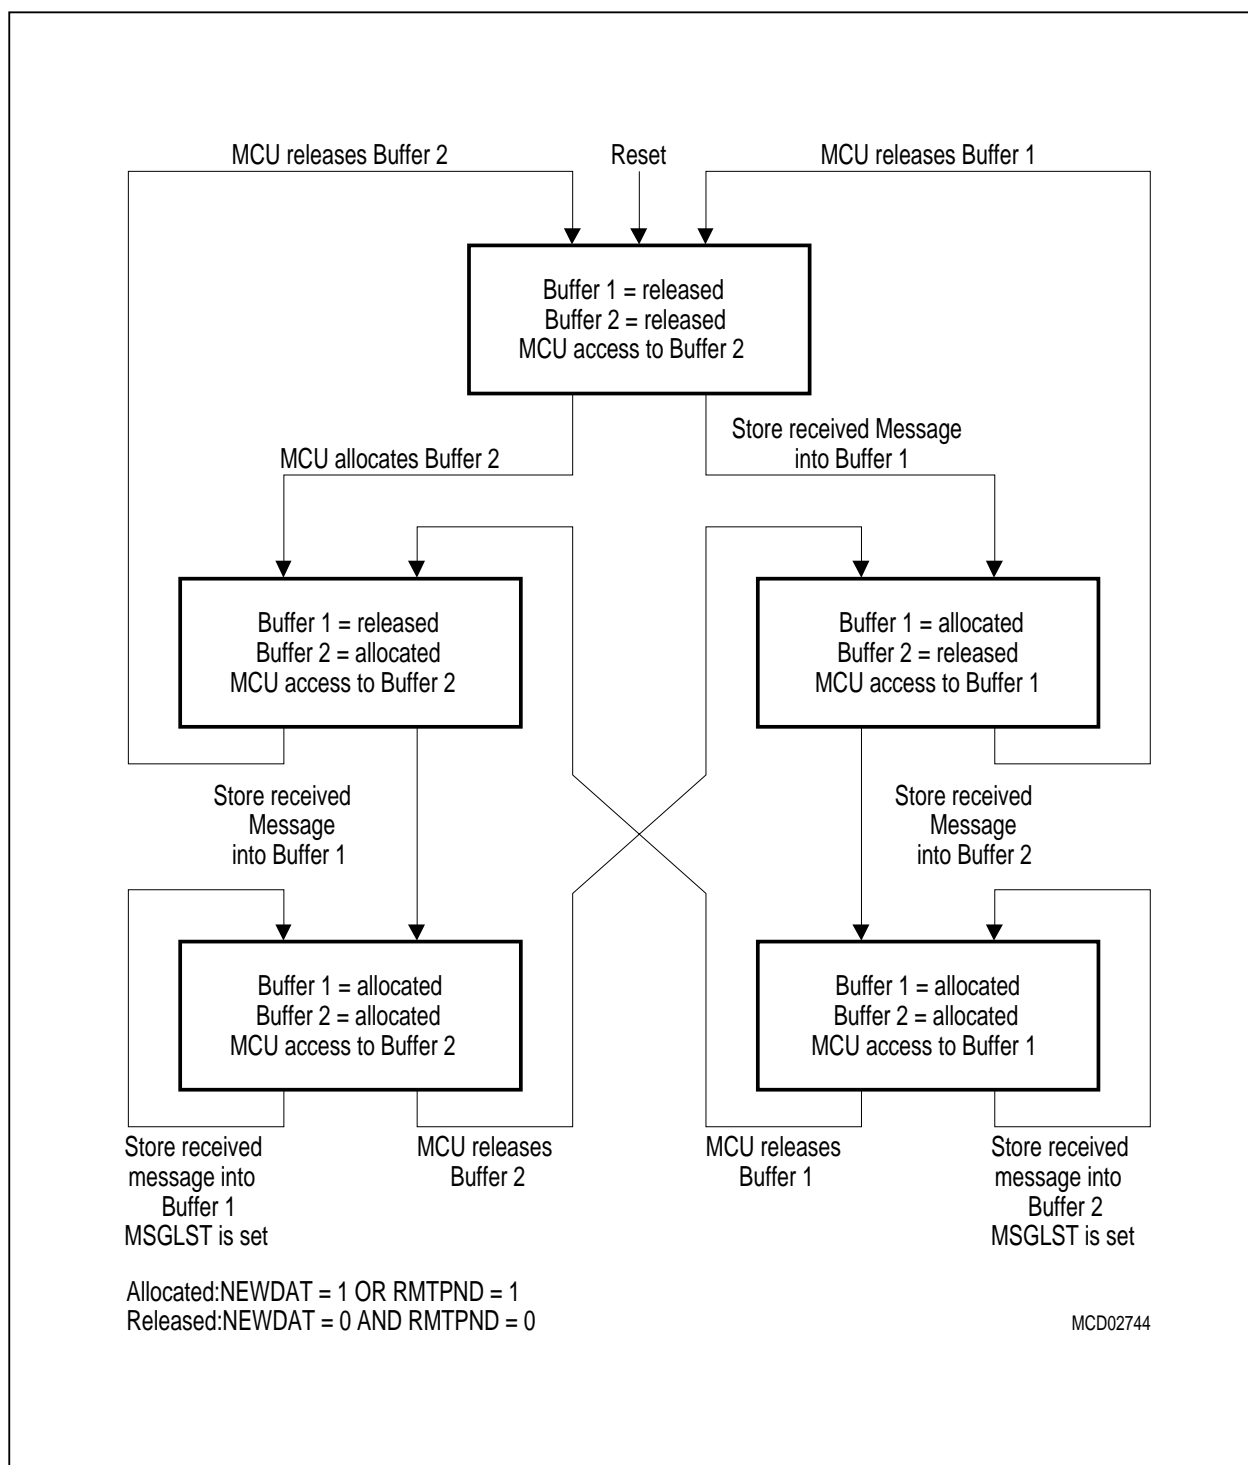 MCU releases Buffer 2
Reset
MCU releases Buffer 1
Buffer 1 = released
Buffer 2 = released
MCU access to Buffer 2
MCU allocates Buffer 2
Store received Message
into Buffer 1
Buffer 1 = released
Buffer 2 = allocated
MCU access to Buffer 2
Buffer 1 = allocated
Buffer 2 = released
MCU access to Buffer 1
Store received
Message
into Buffer 1
Store received
Message
into Buffer 2
Buffer 1 = allocated
Buffer 2 = allocated
MCU access to Buffer 2
Buffer 1 = allocated
Buffer 2 = allocated
MCU access to Buffer 1
Store received
message into
Buffer 1
MSGLST is set
MCU releases
Buffer 2
MCU releases
Buffer 1
Store received
message into
Buffer 2
MSGLST is set
Allocated:NEWDAT = 1 OR RMTPND = 1
Released:NEWDAT = 0 AND RMTPND = 0
MCD02744